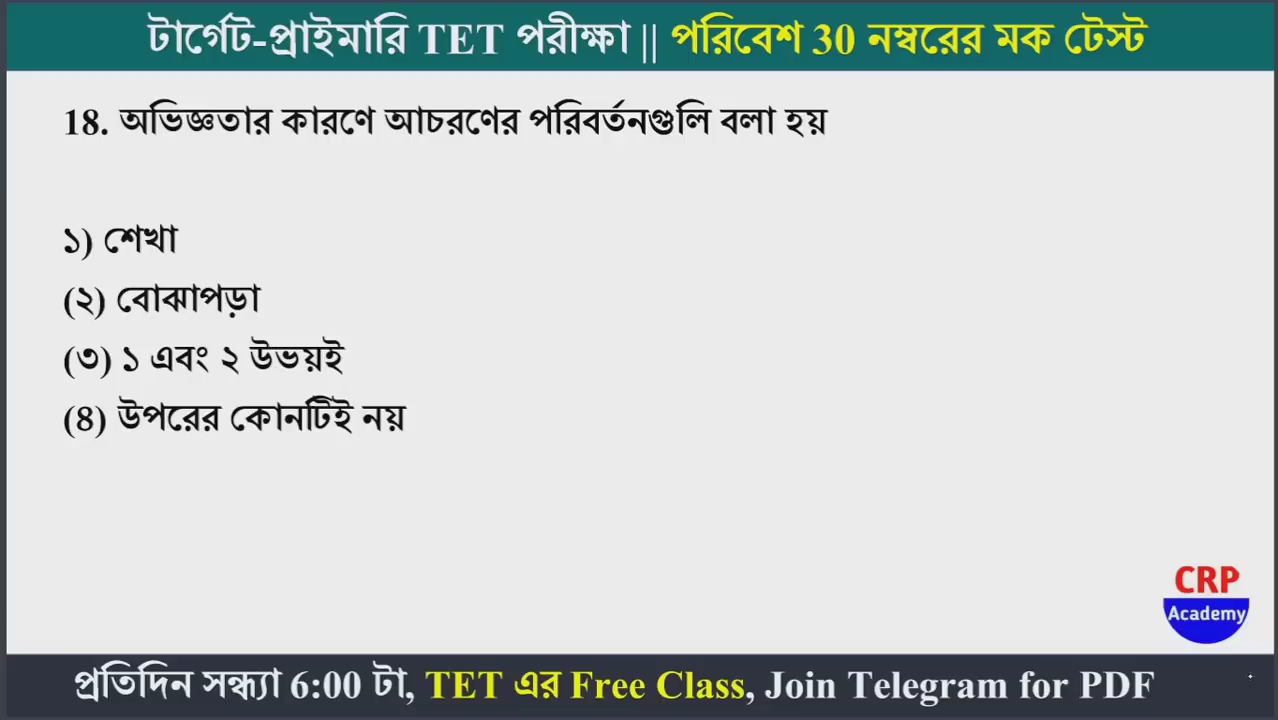 টার্গেট-প্রাইমারি TET পরীক্ষা || পরিবেশ 30 নম্বরের মক টেস্ট
18. অভিজ্ঞতার কারণে আচরণের পরিবর্তনগুলি বলা হয়
১) শেখা
(২) বোঝাপড়া
(৩) ১ এবং ২ উভয়ই
(৪) উপরের কোনটিই নয়
CRP
Academy
প্রতিদিন সন্ধ্যা 6:00 টা, TET এর Free Class, Join Telegram for PDF